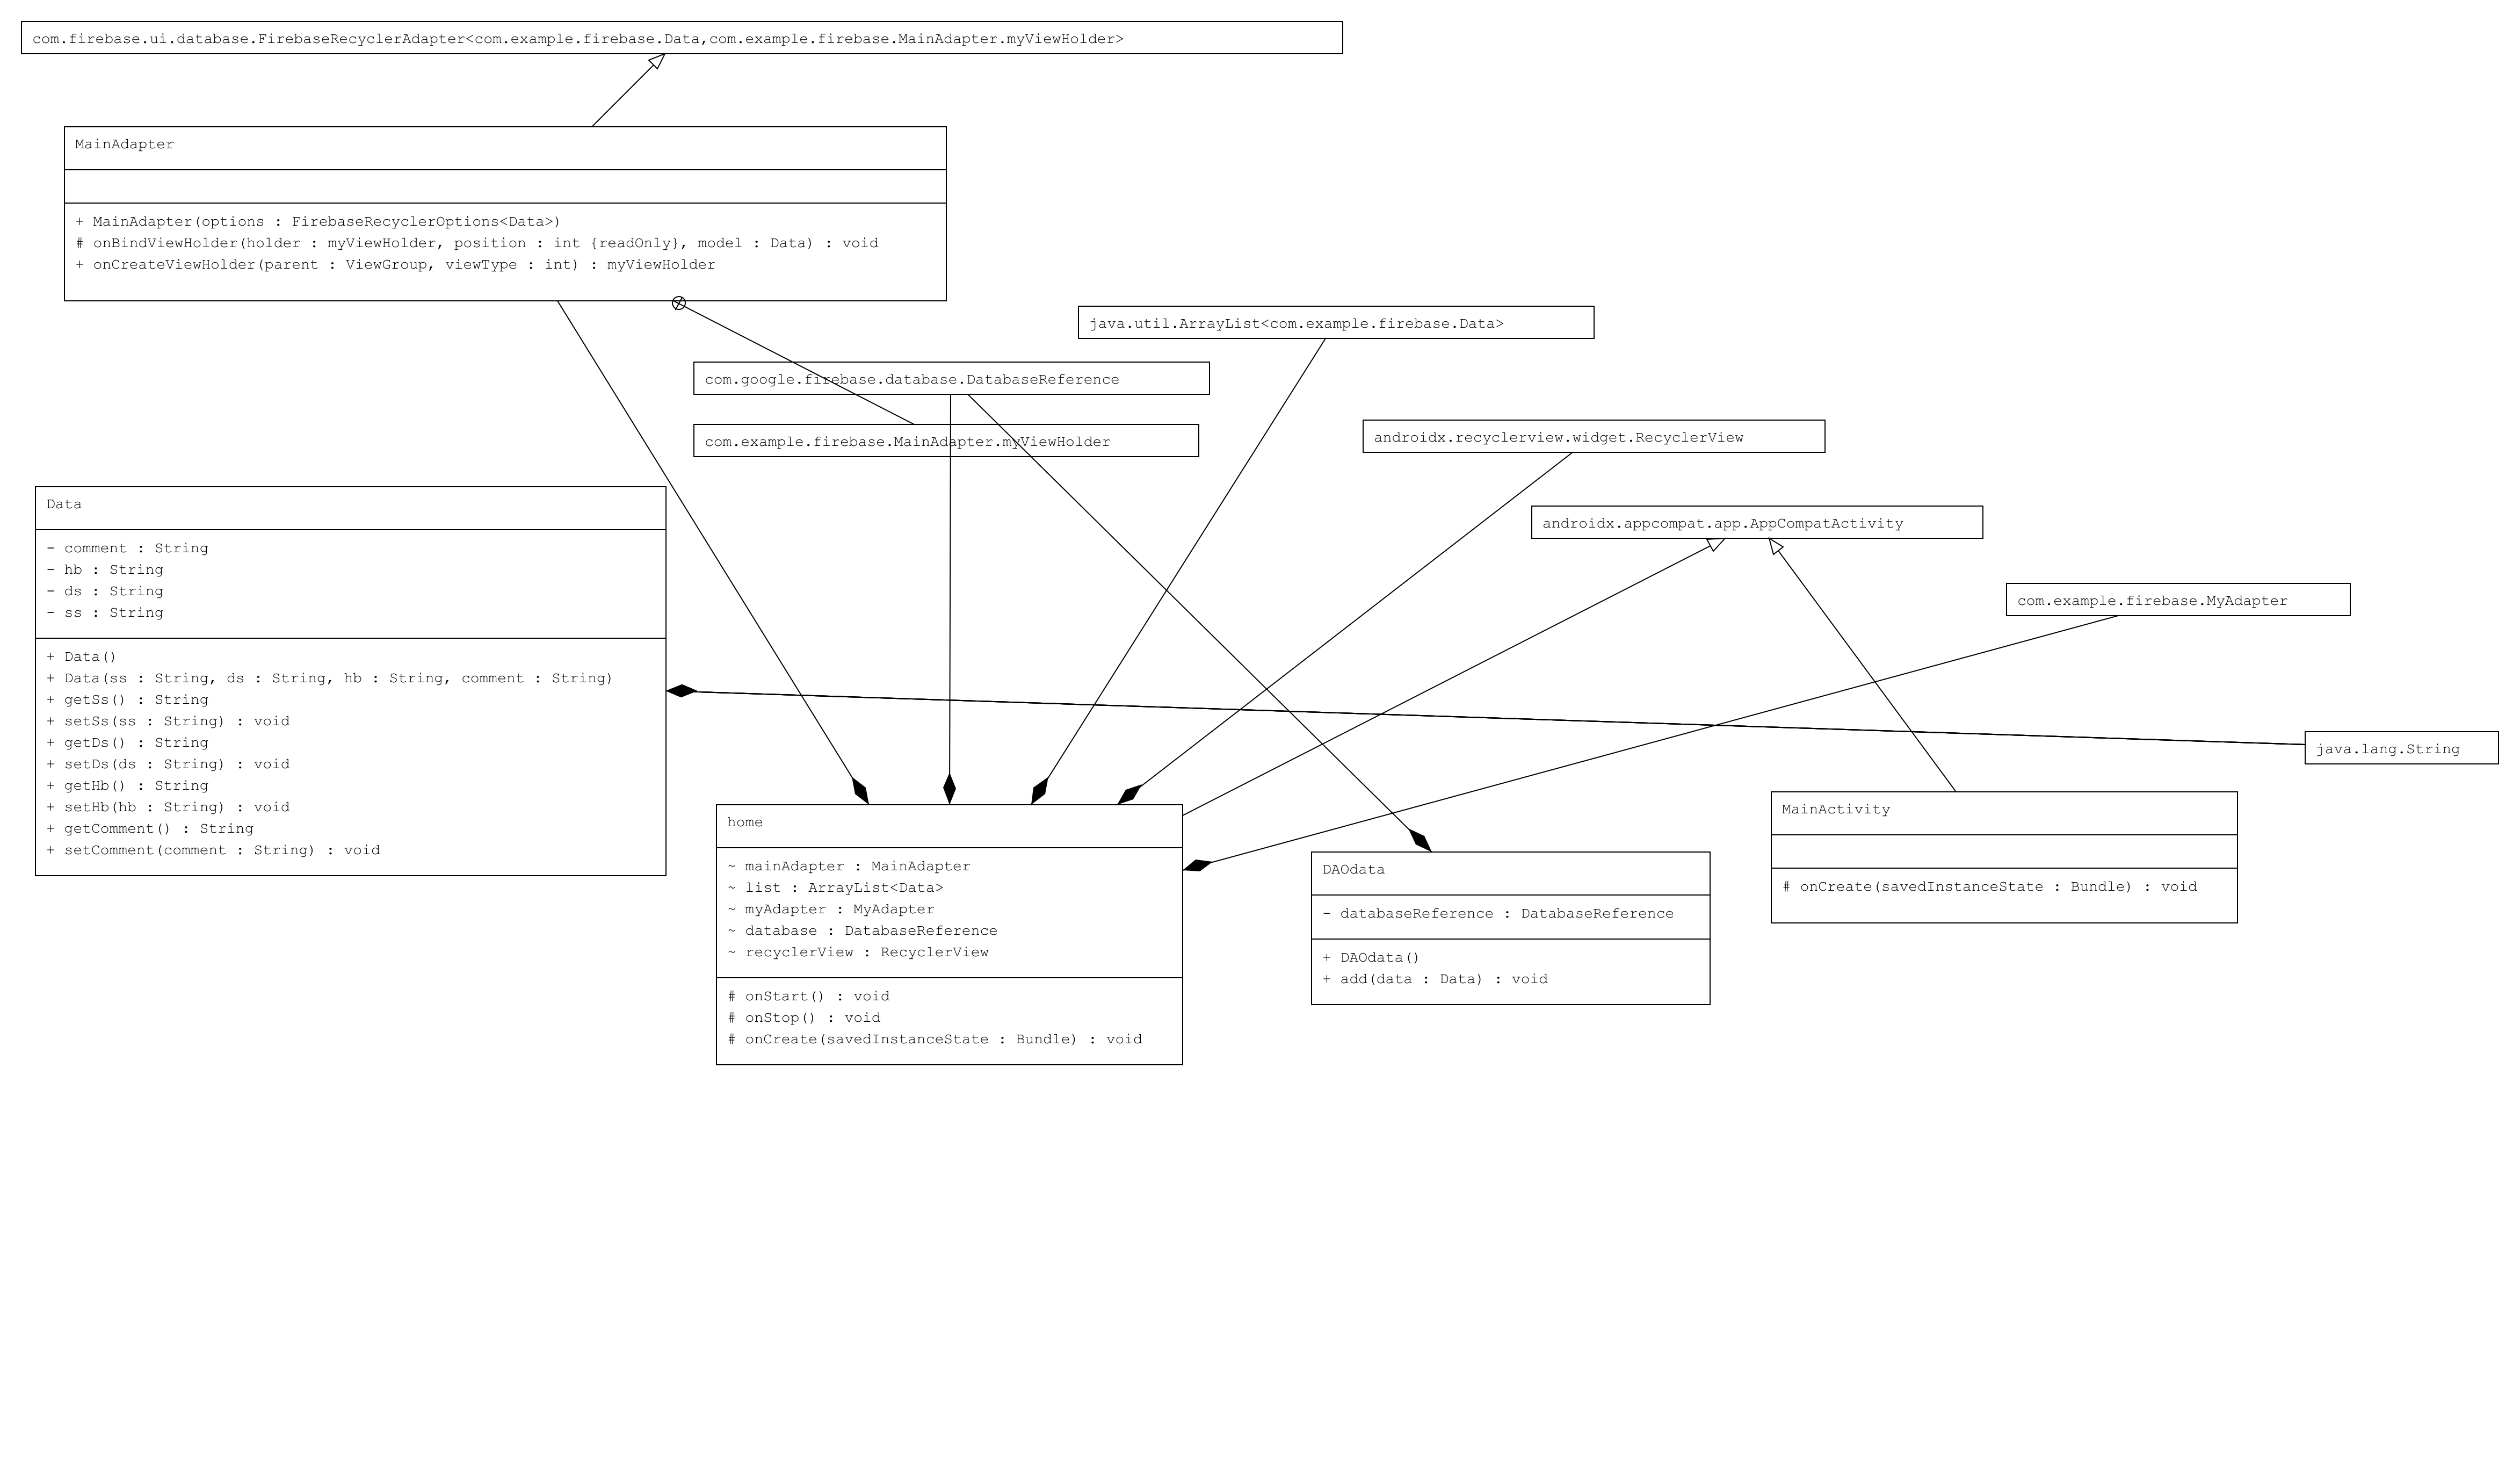 com.firebase.ui.database.FirebaseRecyclerAdapter<com.example.firebase.Data,com.example.firebase.MainAdapter.myViewHolder>
MainAdapter
+ MainAdapter(options : FirebaseRecyclerOptions<Data>)
# onBindViewHolder(holder : myViewHolder, position : int {readOnly}, model : Data) : void
+ onCreateViewHolder(parent : ViewGroup, viewType : int) : myViewHolder
java.util.ArrayList<com.example.firebase.Data>
com.google.firebase.database.DatabaseReference
com.example.firebase.MainAdapter.myViewHolder
androidx.recyclerview.widget.RecyclerView
androidx.appcompat.app.AppCompatActivity
com.example.firebase.MyAdapter
java.lang.String
Data
- comment : String
- hb : String
- ds : String
- ss : String
+ Data()
+ Data(ss : String, ds : String, hb : String, comment : String)
+ getSs() : String
+ setSs(ss : String) : void
+ getDs() : String
+ setDs(ds : String) : void
+ getHb() : String
+ setHb(hb : String) : void
+ getComment() : String
+ setComment(comment : String) : void
home
~ mainAdapter : MainAdapter
~ list : ArrayList<Data>
~ myAdapter : MyAdapter
~ database : DatabaseReference
~ recyclerView : RecyclerView
# onStart() : void
# onStop() : void
# onCreate(savedInstanceState : Bundle) : void
DAOdata
- databaseReference : DatabaseReference
+ DAOdata()
+ add(data : Data) : void
MainActivity
# onCreate(savedInstanceState : Bundle) : void